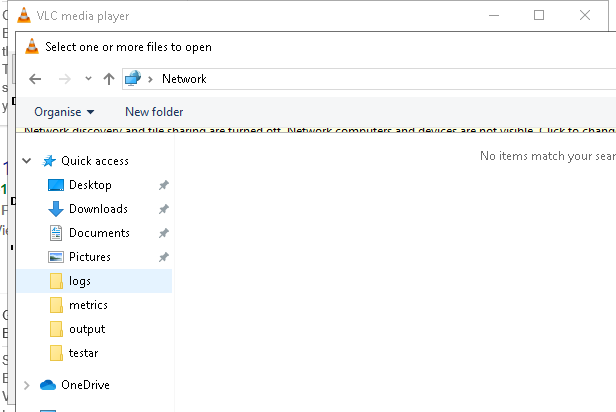 VLC media player
Select one or more files to open
Network
Organise
New folder
Network discovery and file sharing are turned off. Network computers and devices are not visible. Click to chang
Quick access
No items match your sear
Desktop
Downloads
Documents
Pictures
logs
metrics
output
testar
OneDrive